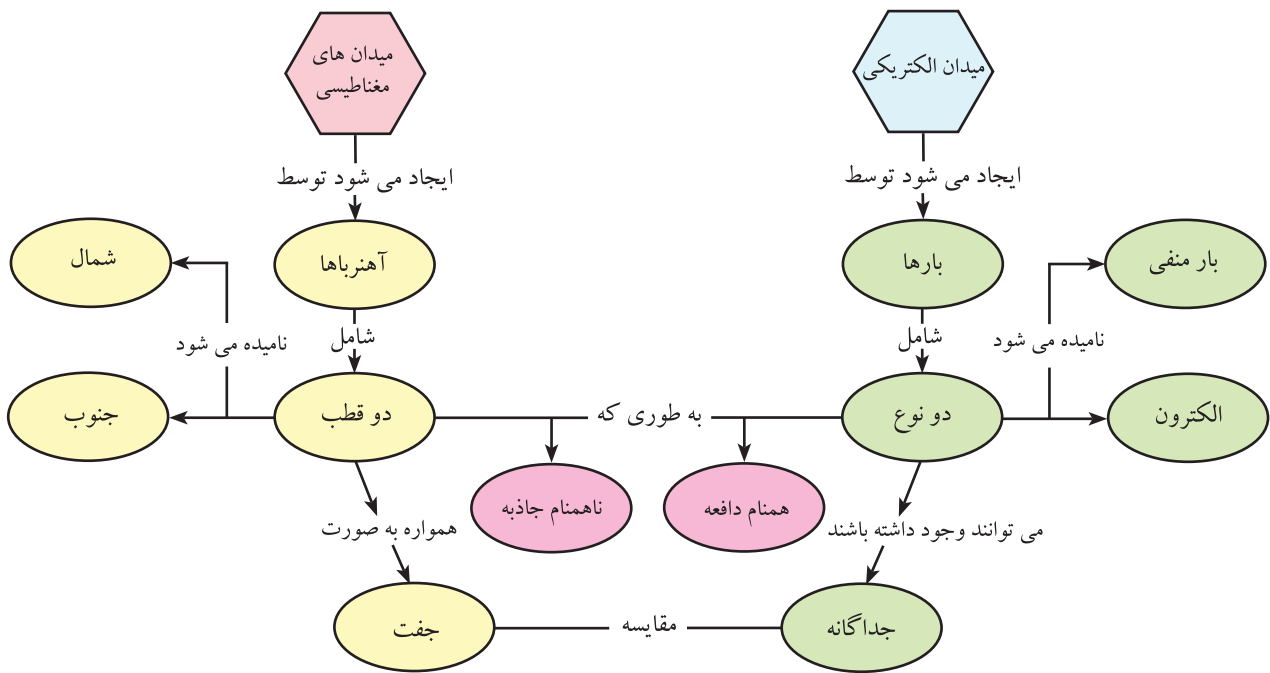 میدان الکتریکی
میدان های
مغناطیسی
ایجاد می شود توسط
ایجاد می شود توسط
بار منفی
بارها
آهنرباها
شمال
نامیده می شود
شامل
شامل
نامیده می شود
الکترون
دو نوع
به طوری که
دو قطب
جنوب
همنام دافعه
ناهمنام جاذبه
می توانند وجود داشته باشند
همواره به صورت
جداگانه
مقایسه
جفت